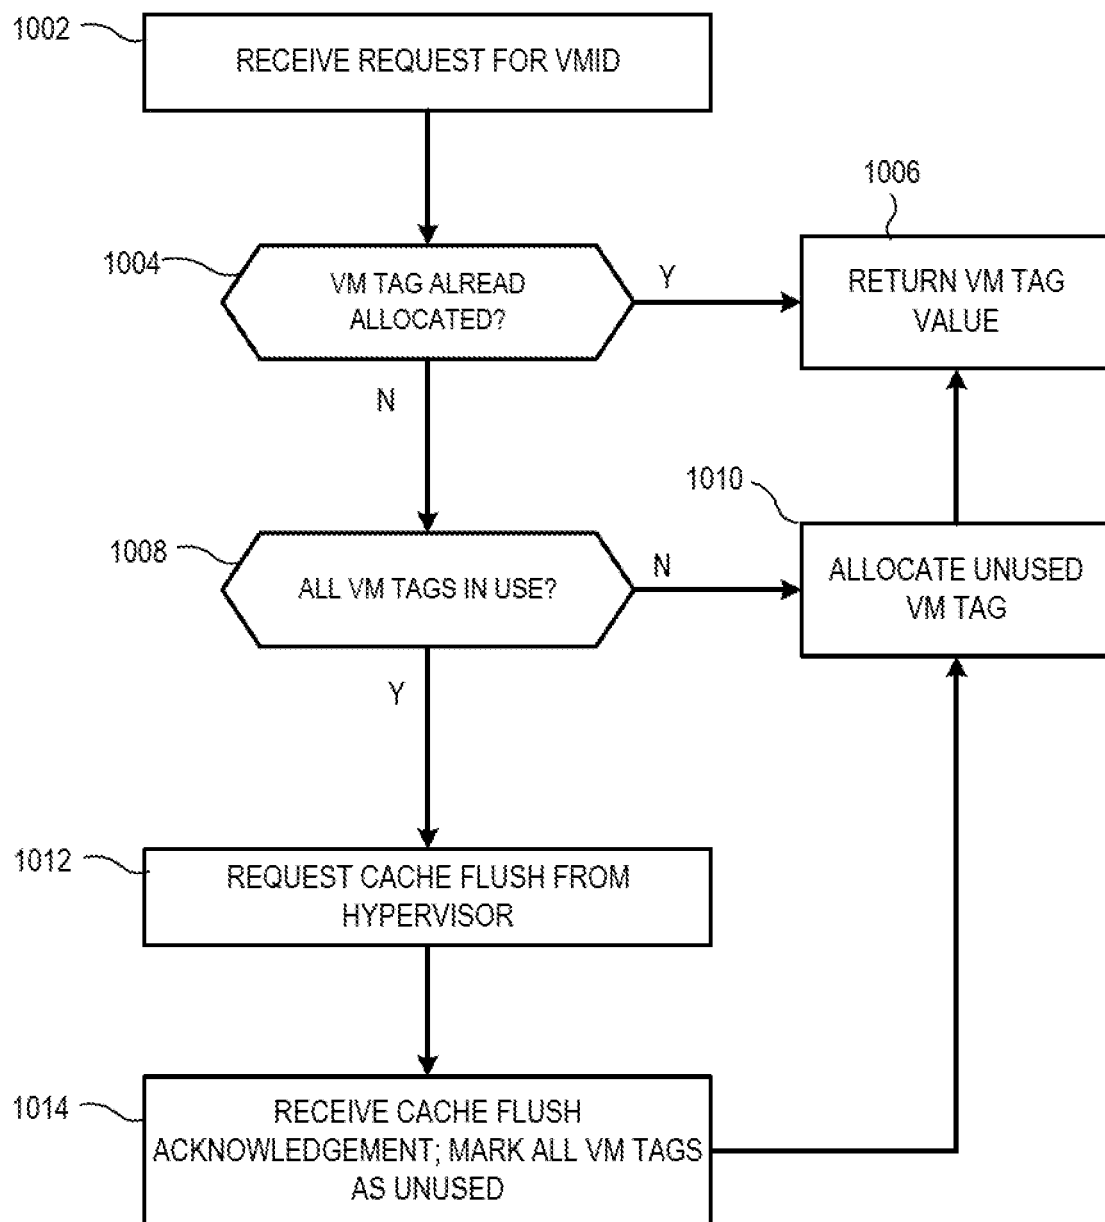 1002
RECEIVE REQUEST FOR VMID
1006
1004
VM TAG ALREAD
ALLOCATED?
Y
RETURN VM TAG
VALUE
N
1010
1008
ALL VM TAGS IN USE?
N
ALLOCATE UNUSED
VM TAG
Y
1012
REQUEST CACHE FLUSH FROM
HYPERVISOR
1014
RECEIVE CACHE FLUSH
ACKNOWLEDGEMENT; MARK ALL VM TAGS
AS UNUSED